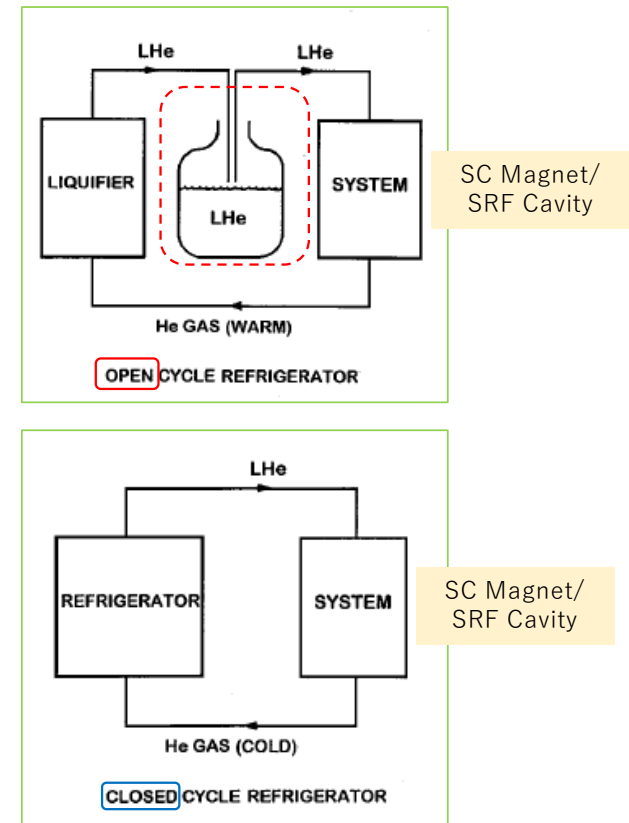 LHe
LHe
LIQUIFIER
LHe
SYSTEM
SC Magnet/
SRF Cavity
He GAS (WARM)
OPEN CYCLE REFRIGERATOR
LHe
REFRIGERATOR
SYSTEM
SC Magnet/
SRF Cavity
He GAS (COLD)
CLOSED CYCLE REFRIGERATOR